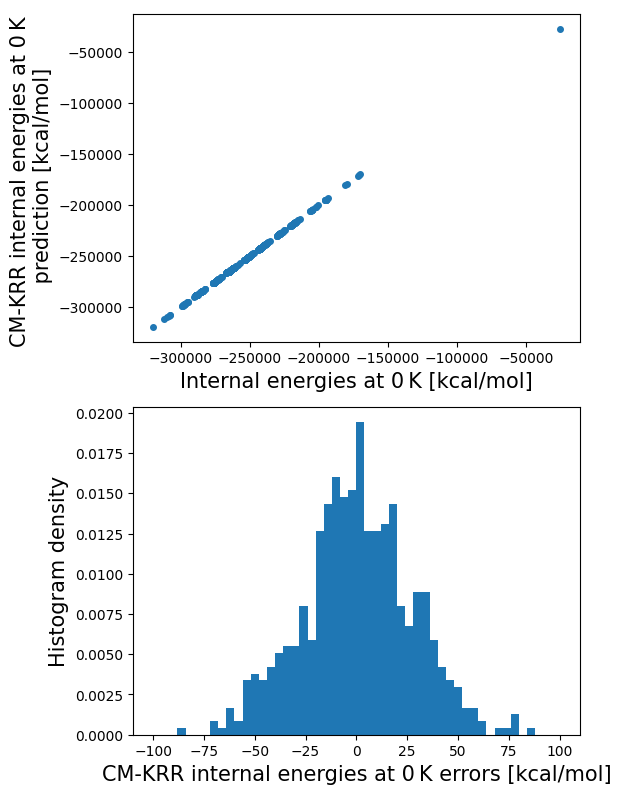 CM-KRR internal energies at 0 K
prediction [kcal/mol]
−50000
−100000
−150000
−200000
−250000
−300000
−300000 −250000 −200000 −150000 −100000 −50000
Internal energies at 0 K [kcal/mol]
Histogram density
0.0200
0.0175
0.0150
0.0125
0.0100
0.0075
0.0050
0.0025
0.0000
−100 −75 −50 −25 0 25 50 75 100
CM-KRR internal energies at 0 K errors [kcal/mol]